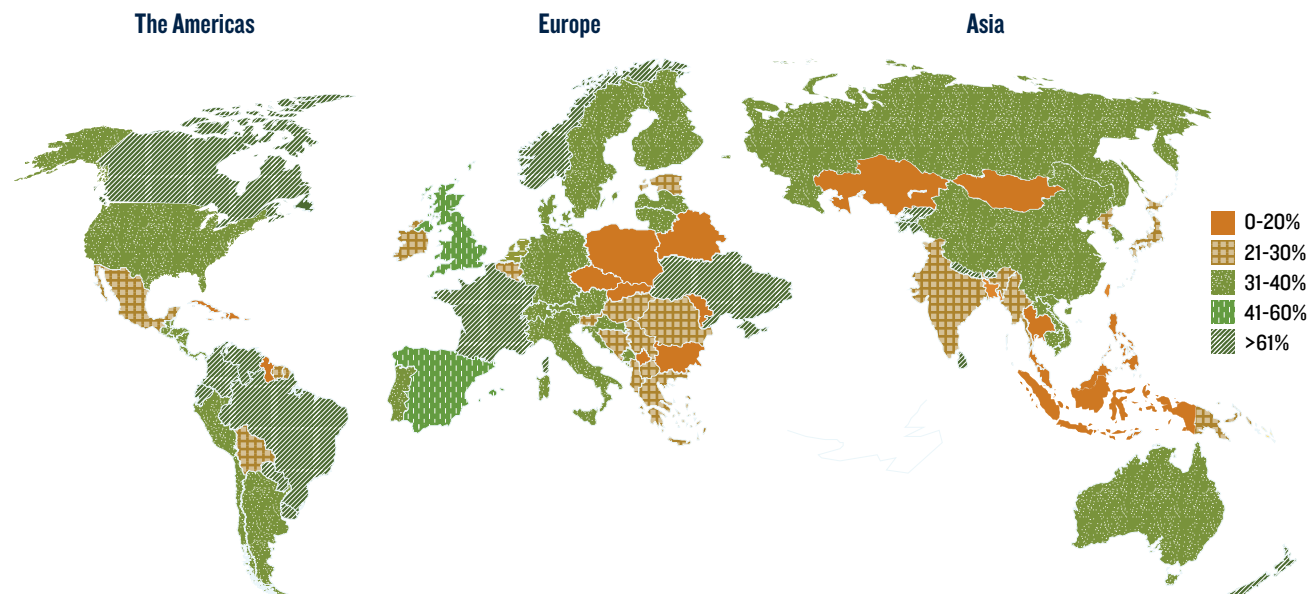 The Americas
Europe
Asia
0-20%
21-30%
31-40%
41-60%
>61%